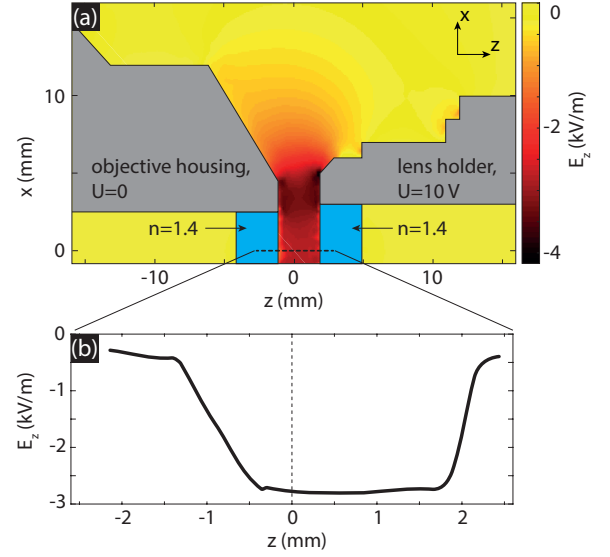 (a)
x
z
0
-2
-4
E_z (kV/m)
10
0
x (mm)
objective housing,
U=0
lens holder,
U=10 V
n=1.4
n=1.4
-10
0
10
z (mm)
(b)
0
-1
-2
-3
E_z (kV/m)
-2
-1
0
1
2
z (mm)